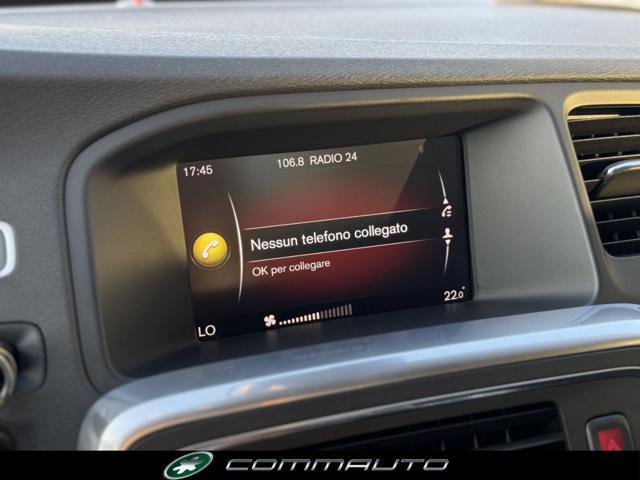 17:45
106.8 RADIO 24
Nessun telefono collegato
OK per collegare
LO
22.0°
COMMAUTO